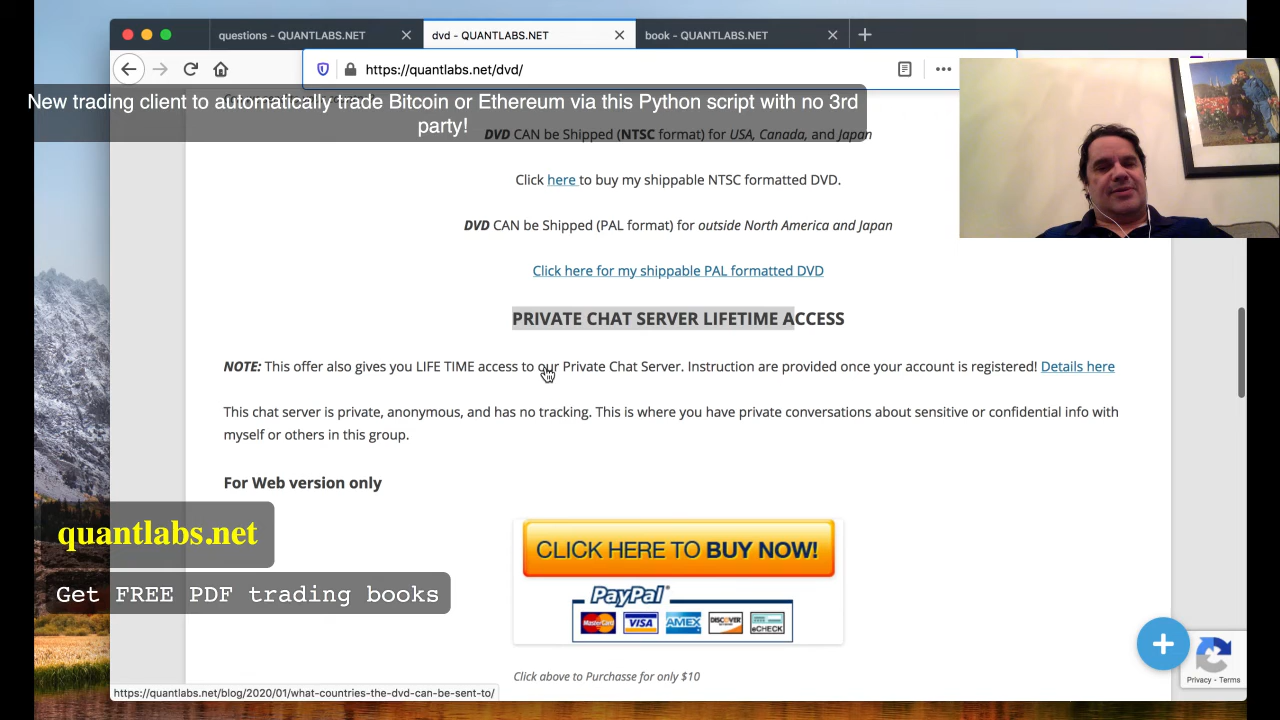 questions - QUANTLABS.NET
dvd - QUANTLABS.NET
book - QUANTLABS.NET
https://quantlabs.net/dvd/
New trading client to automatically trade Bitcoin or Ethereum via this Python script with no 3rd
party!
DVD CAN be Shipped (NTSC format) for USA, Canada, and Japan
Click here to buy my shippable NTSC formatted DVD.
DVD CAN be Shipped (PAL format) for outside North America and Japan
Click here for my shippable PAL formatted DVD
PRIVATE CHAT SERVER LIFETIME ACCESS
NOTE: This offer also gives you LIFE TIME access to our Private Chat Server. Instruction are provided once your account is registered! Details here
This chat server is private, anonymous, and has no tracking. This is where you have private conversations about sensitive or confidential info with
myself or others in this group.
For Web version only
quantlabs.net
CLICK HERE TO BUY NOW!
Get FREE PDF trading books
PayPal
MasterCard VISA AMEX DISCOVER eCHECK
Click above to Purchasse for only $10
Privacy - Terms
https://quantlabs.net/blog/2020/01/what-countries-the-dvd-can-be-sent-to/